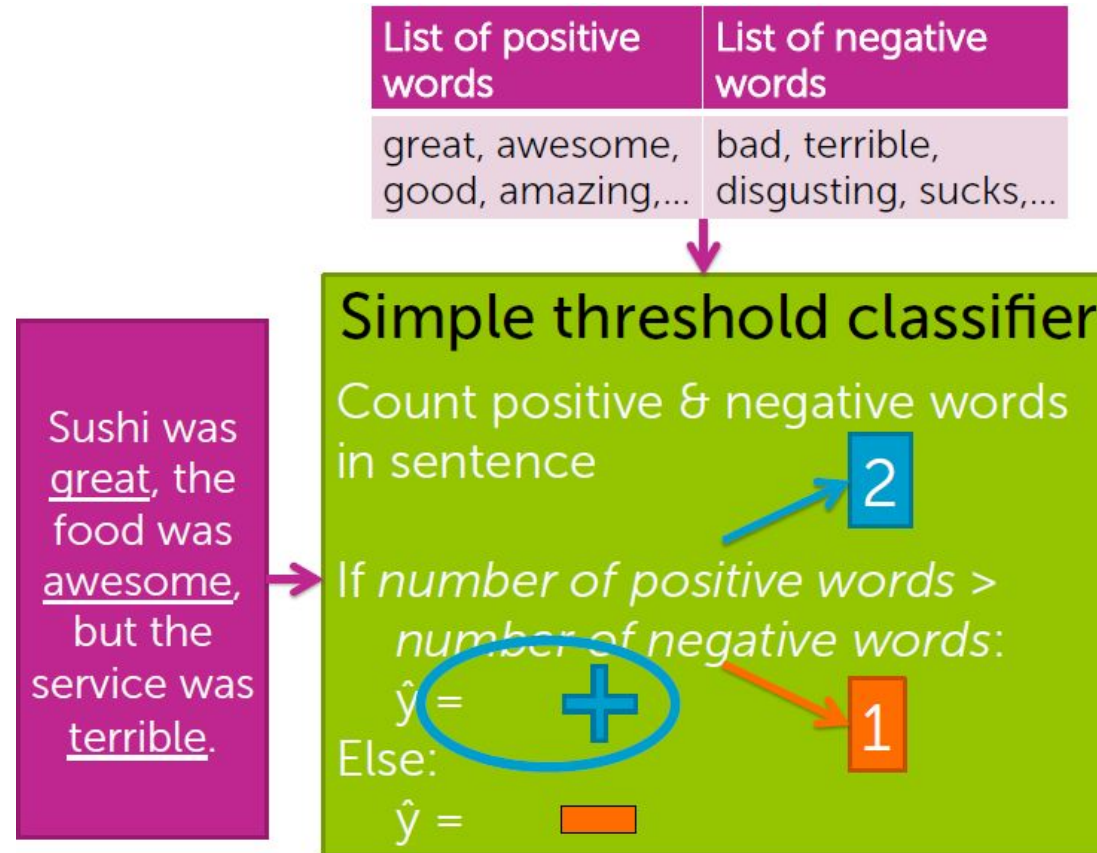 List of positive words
List of negative words
great, awesome, good, amazing,...
bad, terrible, disgusting, sucks,...
Sushi was
great, the
food was
awesome,
but the
service was
terrible.
Simple threshold classifier
Count positive & negative words
in sentence
2
If number of positive words >
number of negative words:
1
ŷ = +
Else:
ŷ = -